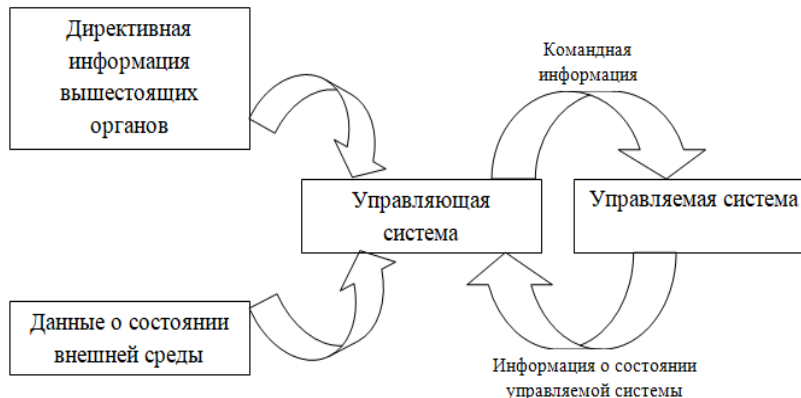 Директивная
информация
вышестоящих
органов
Командная
информация
Управляющая
система
Управляемая система
Данные о состоянии
внешней среды
Информация о состоянии
управляемой системы